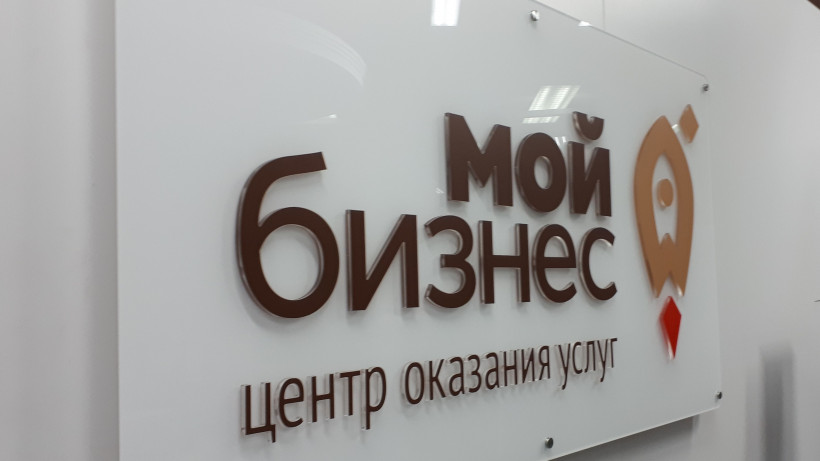 мой
бизнес
центр оказания услуг